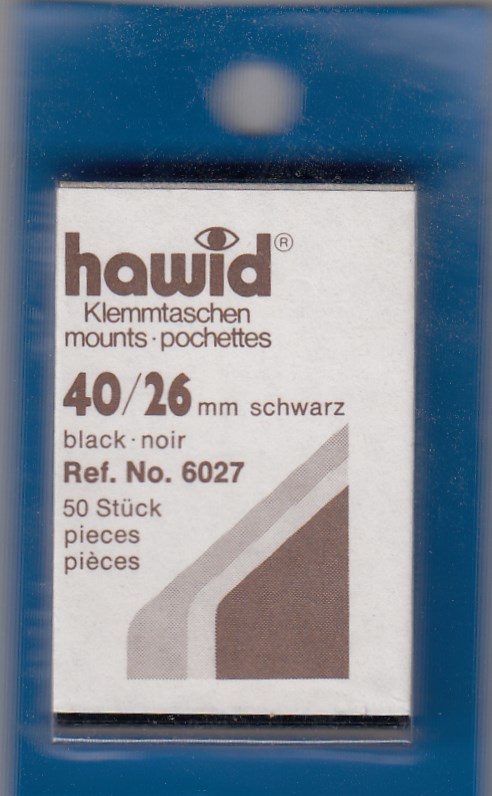 hawid®
Klemmtaschen
mounts · pochettes
40/26 mm schwarz
black · noir
Ref. No. 6027
50 Stück
pieces
pièces